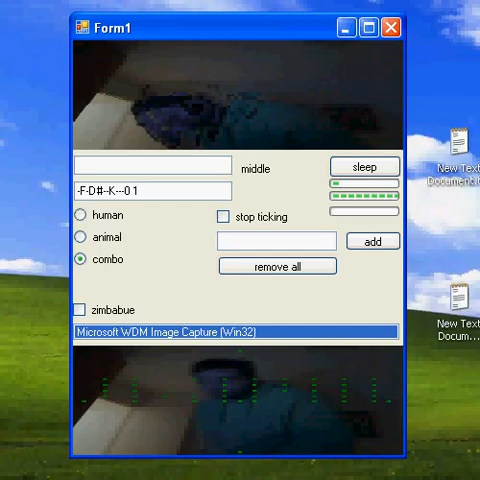 Form1
middle
sleep
-F-D#--K---0 1
human
stop ticking
animal
add
combo
remove all
zimbabue
Microsoft WDM Image Capture (Win32)
New Text
Document.
New Text
Docum...